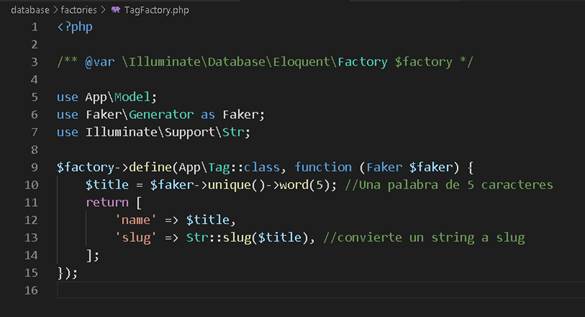 database > factories > TagFactory.php
1 <?php
2
3 /** @var \Illuminate\Database\Eloquent\Factory $factory */
4
5 use App\Model;
6 use Faker\Generator as Faker;
7 use Illuminate\Support\Str;
8
9 $factory->define(App\Tag::class, function (Faker $faker) {
10 $title = $faker->unique()->word(5); //Una palabra de 5 caracteres
11 return [
12 'name' => $title,
13 'slug' => Str::slug($title), //convierte un string a slug
14 ];
15 });
16